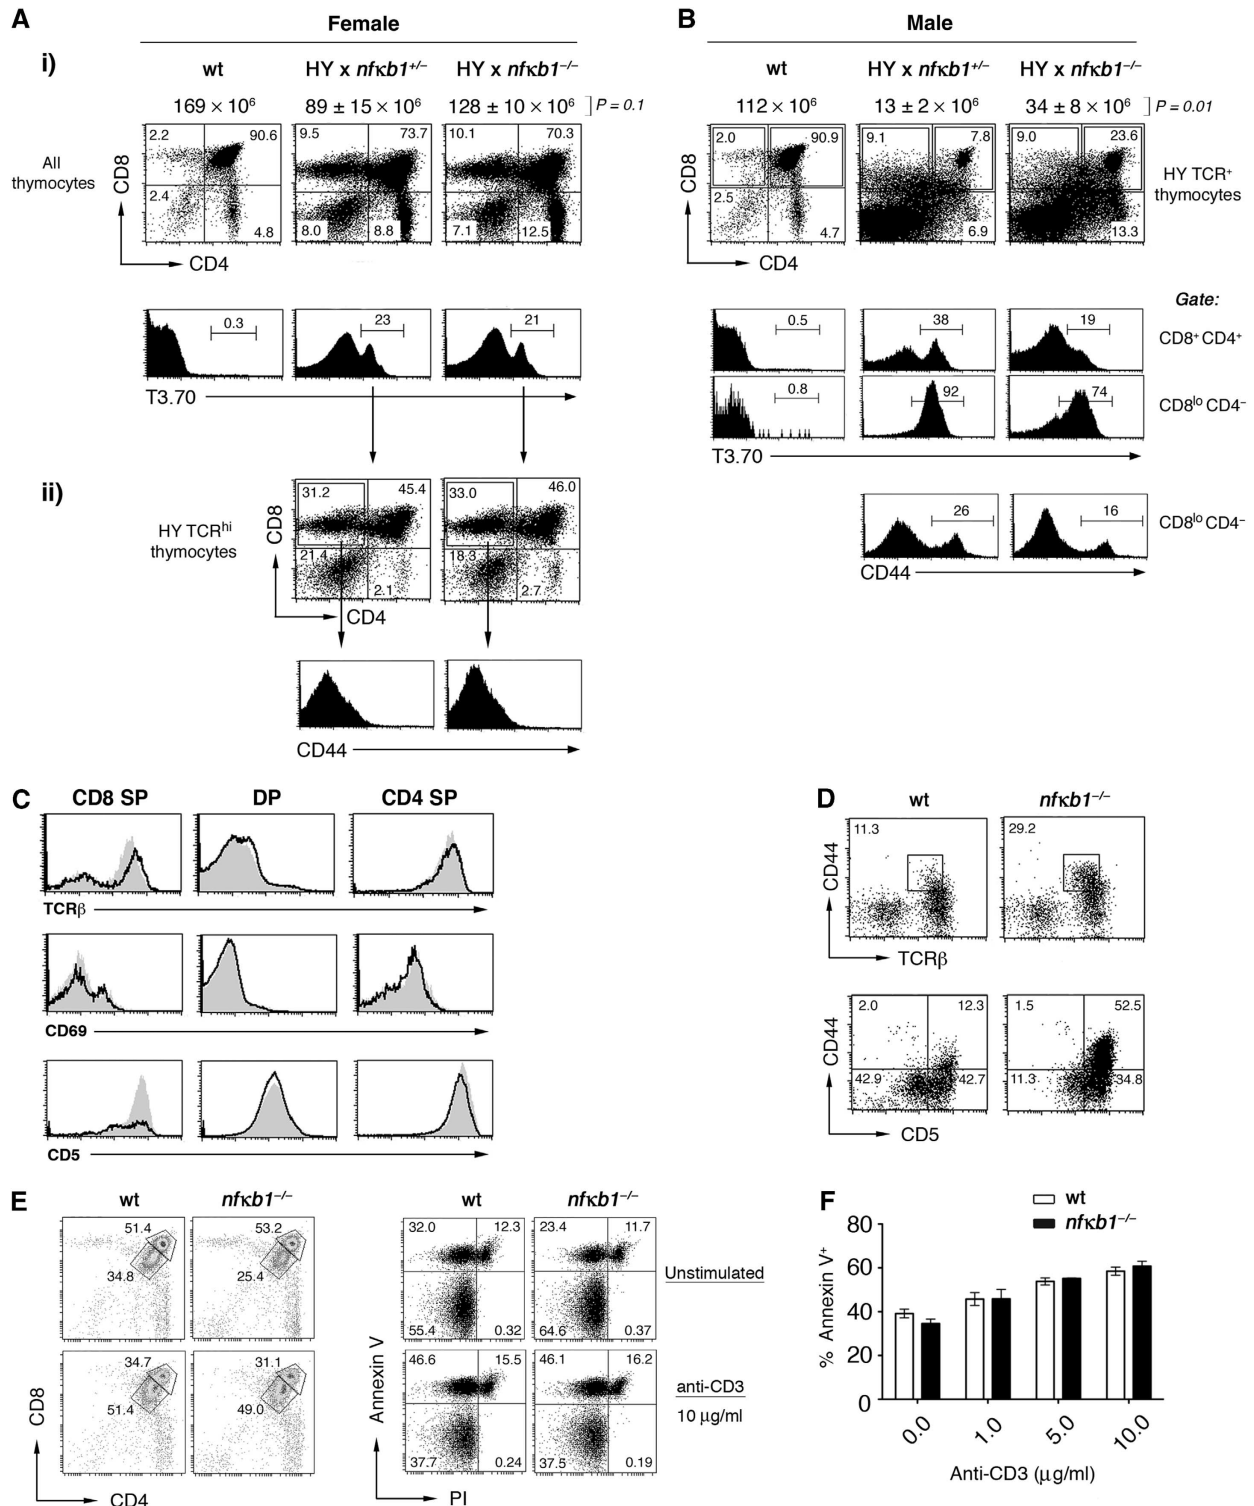 A
Female
i)
wt
HY x nfκb1+/−
HY x nfκb1−/−
169 × 10⁶
89 ± 15 × 10⁶
128 ± 10 × 10⁶
P = 0.1
All
thymocytes
CD8
2.2
90.6
2.4
4.8
9.5
73.7
8.0
8.8
10.1
70.3
7.1
12.5
CD4
0.3
23
21
T3.70
ii)
HY TCRhi
thymocytes
CD8
31.2
45.4
21.4
2.1
33.0
46.0
18.3
2.7
CD4
CD44
B
Male
wt
HY x nfκb1+/−
HY x nfκb1−/−
112 × 10⁶
13 ± 2 × 10⁶
34 ± 8 × 10⁶
P = 0.01
CD8
2.0
90.9
2.5
4.7
9.1
7.8
6.9
9.0
23.6
13.3
HY TCR+
thymocytes
CD4
Gate:
0.5
38
19
CD8+ CD4+
0.8
92
74
CD8lo CD4−
T3.70
26
16
CD8lo CD4−
CD44
C
CD8 SP
DP
CD4 SP
TCRβ
CD69
CD5
D
wt
nfκb1−/−
CD44
11.3
29.2
TCRβ
CD44
2.0
12.3
42.9
42.7
1.5
52.5
11.3
34.8
CD5
E
wt
nfκb1−/−
51.4
34.8
53.2
25.4
34.7
51.4
31.1
49.0
CD8
CD4
wt
nfκb1−/−
32.0
12.3
55.4
0.32
23.4
11.7
64.6
0.37
Unstimulated
46.6
15.5
37.7
0.24
46.1
16.2
37.5
0.19
anti-CD3
10 μg/ml
Annexin V
PI
F
wt
nfκb1−/−
% Annexin V+
80
60
40
20
0
0.0
1.0
5.0
10.0
Anti-CD3 (μg/ml)